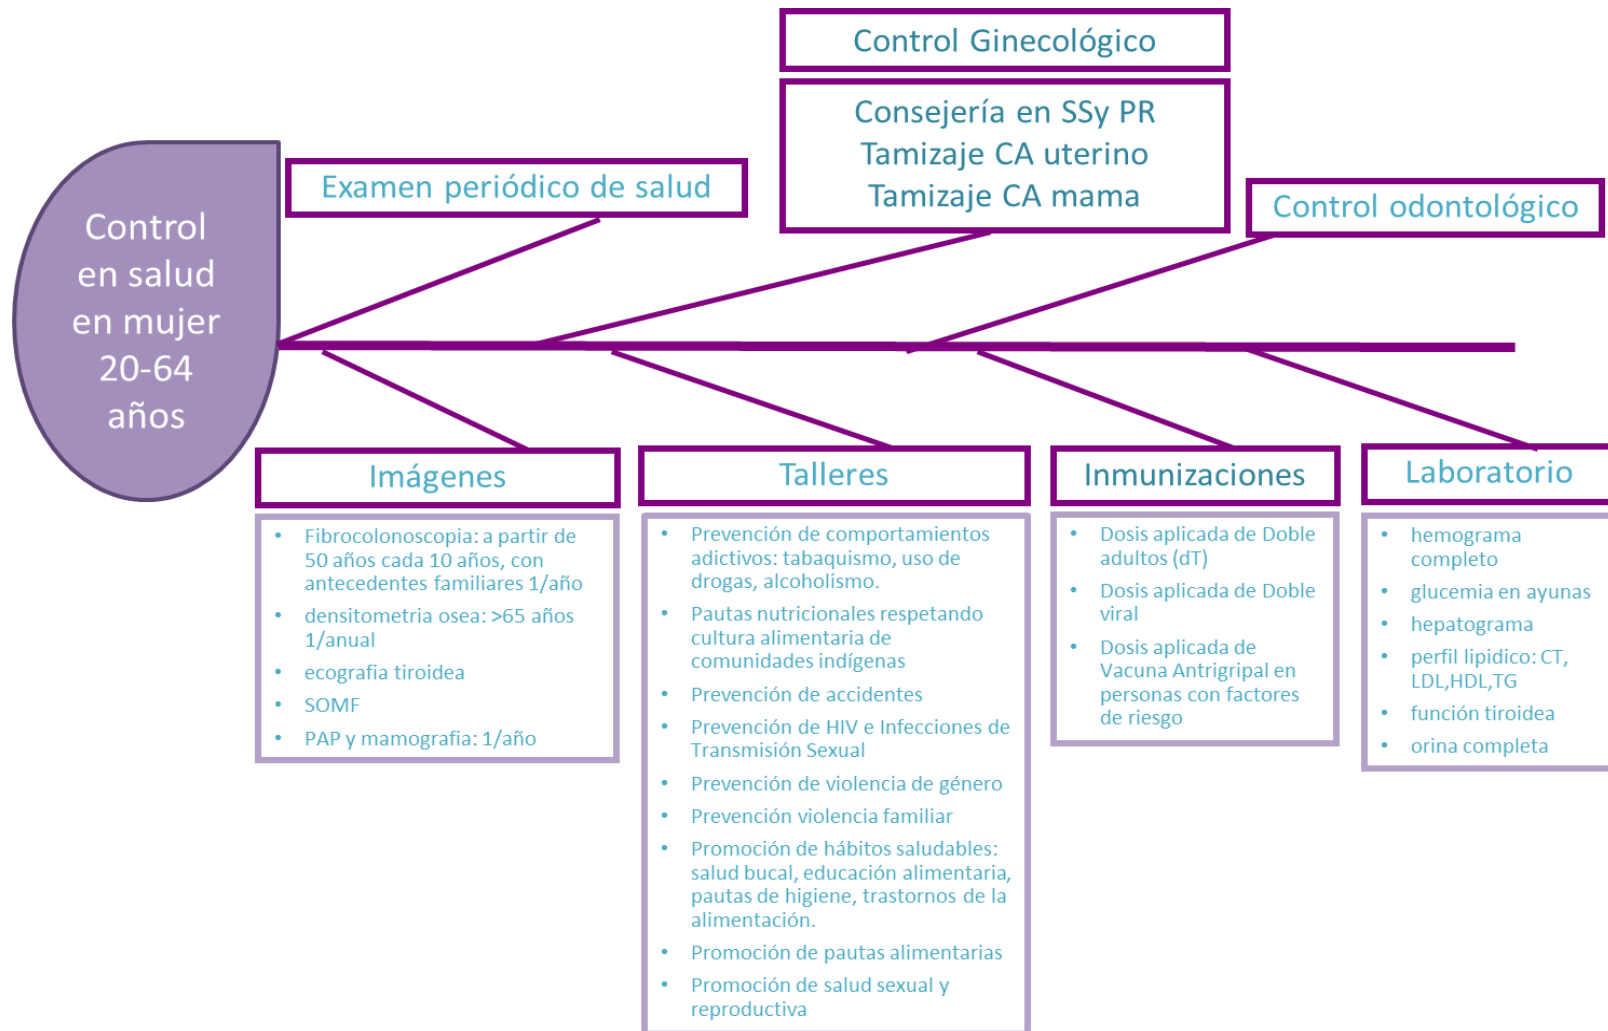 Control Ginecológico
Consejería en SSy PR
Tamizaje CA uterino
Tamizaje CA mama
Examen periódico de salud
Control odontológico
Control
en salud
en mujer
20-64
años
Imágenes
• Fibrocolonoscopia: a partir de
50 años cada 10 años, con
antecedentes familiares 1/año
• densitometria osea: >65 años
1/anual
• ecografia tiroidea
• SOMF
• PAP y mamografia: 1/año
Talleres
• Prevención de comportamientos
adictivos: tabaquismo, uso de
drogas, alcoholismo.
• Pautas nutricionales respetando
cultura alimentaria de
comunidades indígenas
• Prevención de accidentes
• Prevención de HIV e Infecciones de
Transmisión Sexual
• Prevención de violencia de género
• Prevención violencia familiar
• Promoción de hábitos saludables:
salud bucal, educación alimentaria,
pautas de higiene, trastornos de la
alimentación.
• Promoción de pautas alimentarias
• Promoción de salud sexual y
reproductiva
Inmunizaciones
• Dosis aplicada de Doble
adultos (dT)
• Dosis aplicada de Doble
viral
• Dosis aplicada de
Vacuna Antrigripal en
personas con factores
de riesgo
Laboratorio
• hemograma
completo
• glucemia en ayunas
• hepatograma
• perfil lipidico: CT,
LDL,HDL,TG
• función tiroidea
• orina completa